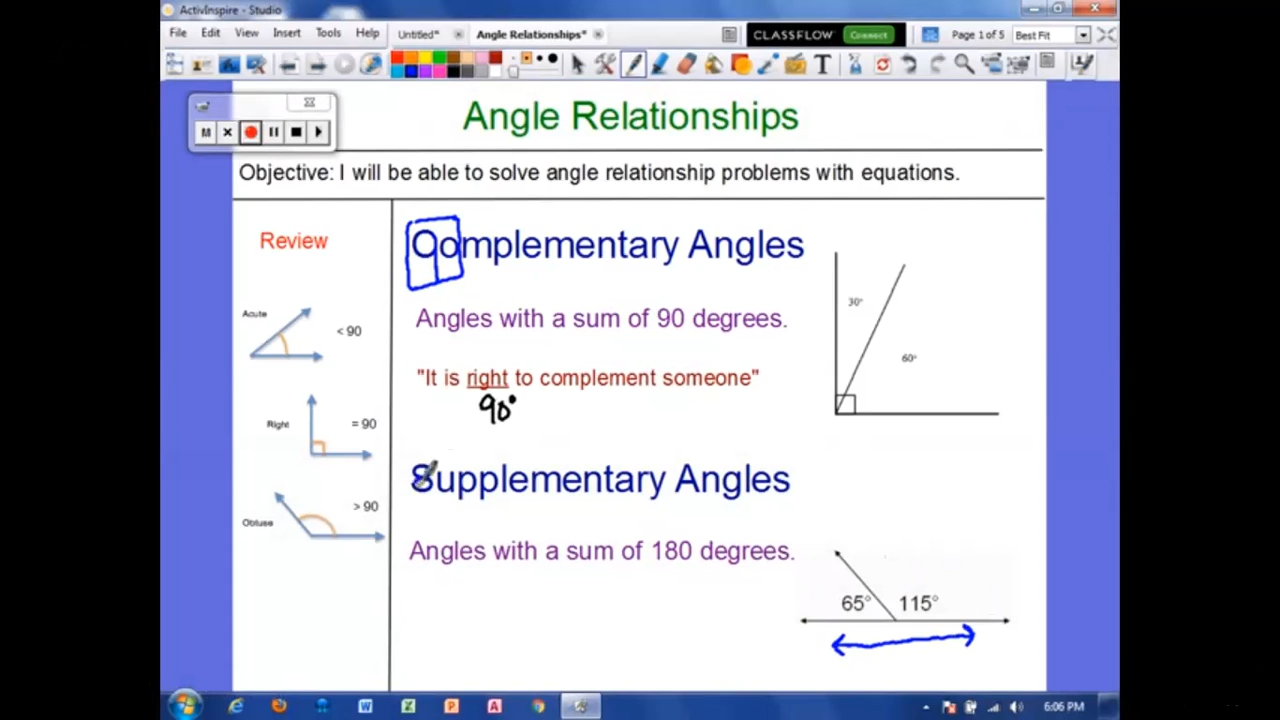 ActivInspire - Studio
File Edit View Insert Tools Help Untitled* Angle Relationships* CLASSFLOW Connect Page 1 of 5 Best Fit
M
Angle Relationships
Objective: I will be able to solve angle relationship problems with equations.
Review
Acute
< 90
Right
= 90
Obtuse
> 90
Complementary Angles
Angles with a sum of 90 degrees.
"It is right to complement someone"
90°
30°
60°
Supplementary Angles
Angles with a sum of 180 degrees.
65° 115°
6:06 PM